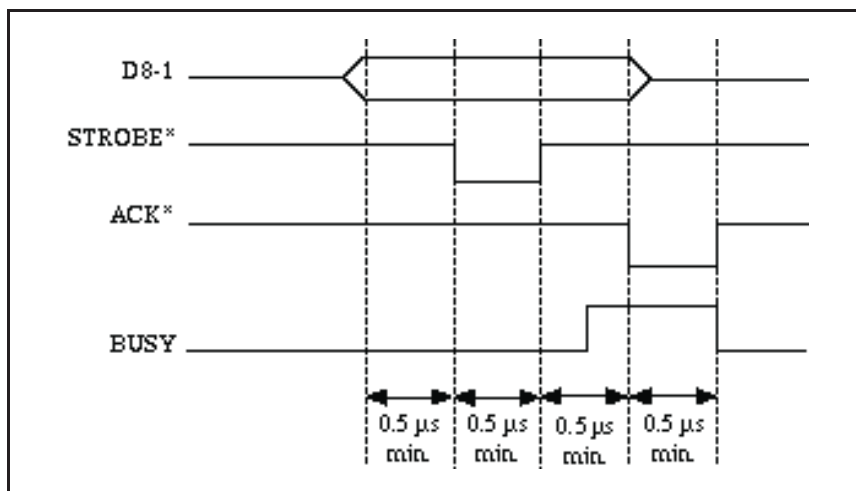 D8-1
STROBE*
ACK*
BUSY
0.5 µs
min.
0.5 µs
min.
0.5 µs
min.
0.5 µs
min.